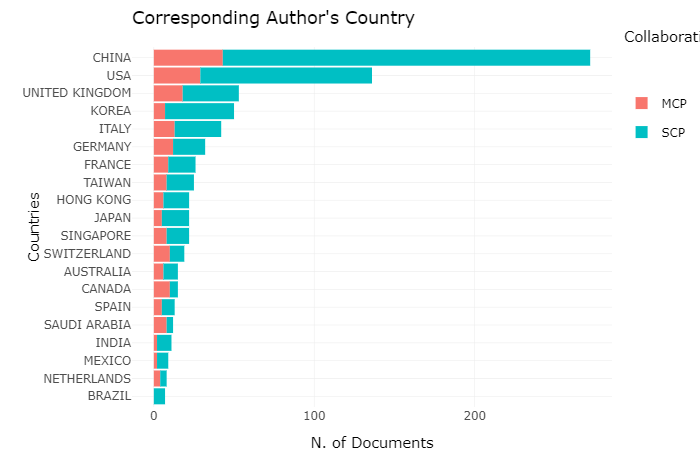 Corresponding Author's Country
Collaborati
MCP
SCP
Countries
CHINA
USA
UNITED KINGDOM
KOREA
ITALY
GERMANY
FRANCE
TAIWAN
HONG KONG
JAPAN
SINGAPORE
SWITZERLAND
AUSTRALIA
CANADA
SPAIN
SAUDI ARABIA
INDIA
MEXICO
NETHERLANDS
BRAZIL
0 100 200
N. of Documents